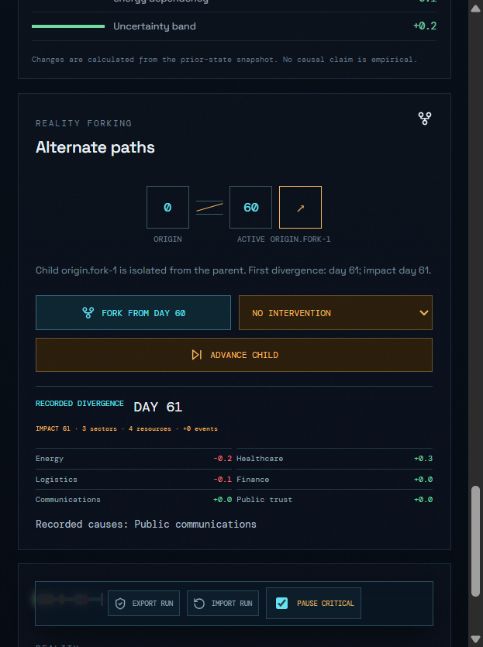 Energy dependency +0.1
Uncertainty band +0.2
Changes are calculated from the prior-state snapshot. No causal claim is empirical.
REALITY FORKING
Alternate paths
0 60 ↗
ORIGIN ACTIVE ORIGIN.FORK-1
Child origin.fork-1 is isolated from the parent. First divergence: day 61; impact day 61.
FORK FROM DAY 60 NO INTERVENTION
ADVANCE CHILD
RECORDED DIVERGENCE DAY 61
IMPACT 61 · 3 sectors · 4 resources · +0 events
Energy -0.2 Healthcare +0.3
Logistics -0.1 Finance +0.0
Communications +0.0 Public trust +0.0
Recorded causes: Public communications
EXPORT RUN IMPORT RUN PAUSE CRITICAL